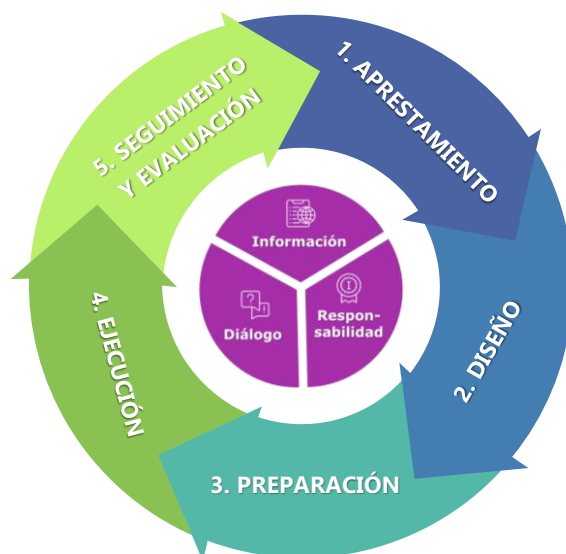 1. APRESTAMIENTO
2. DISEÑO
3. PREPARACIÓN
4. EJECUCIÓN
5. SEGUIMIENTO
Y EVALUACIÓN
Información
Diálogo
Respon-
sabilidad